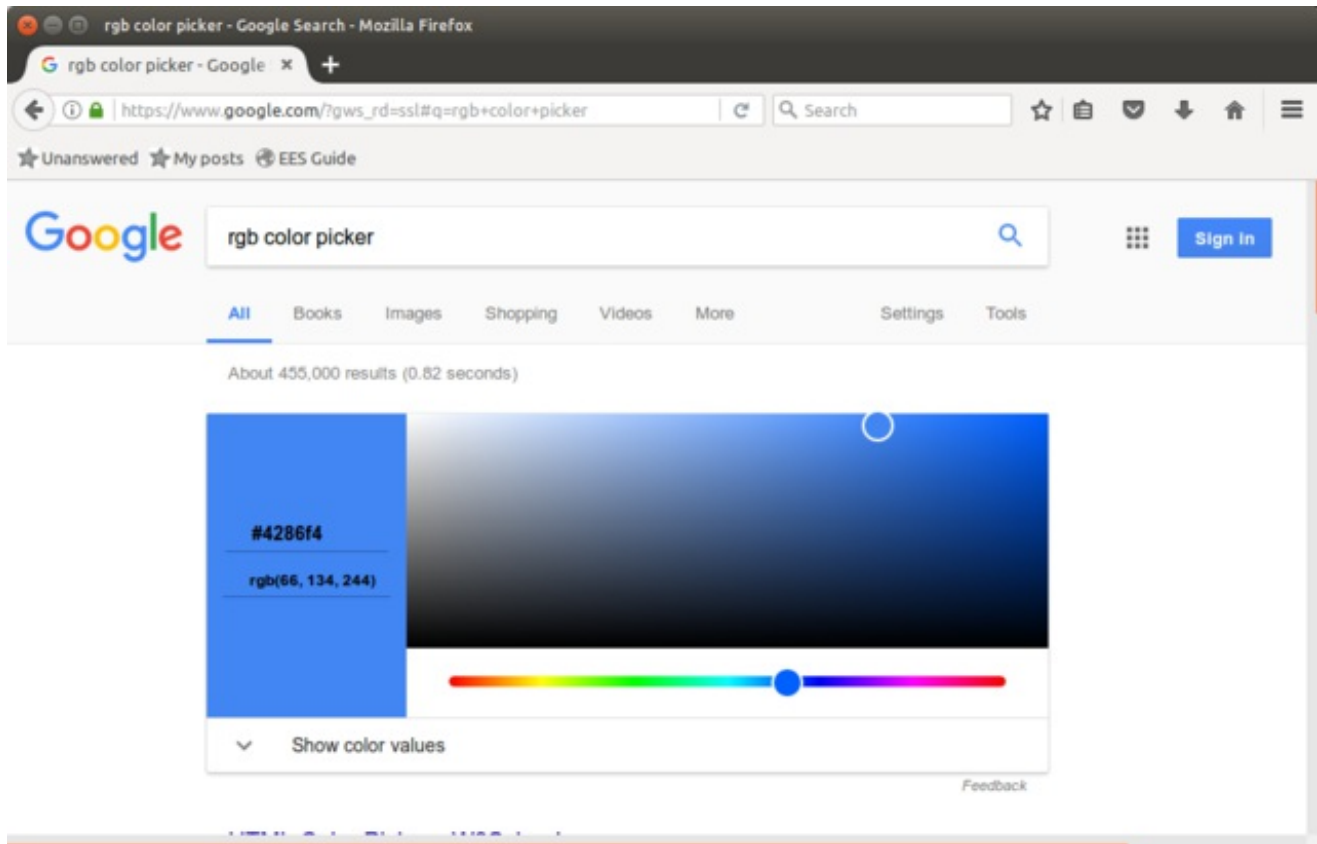 rgb color picker - Google Search - Mozilla Firefox
rgb color picker - Google
https://www.google.com/?gws_rd=ssl#q=rgb+color+picker Search
Unanswered My posts EES Guide
Google rgb color picker Sign in
All Books Images Shopping Videos More Settings Tools
About 455,000 results (0.82 seconds)
#4286f4
rgb(66, 134, 244)
Show color values
Feedback